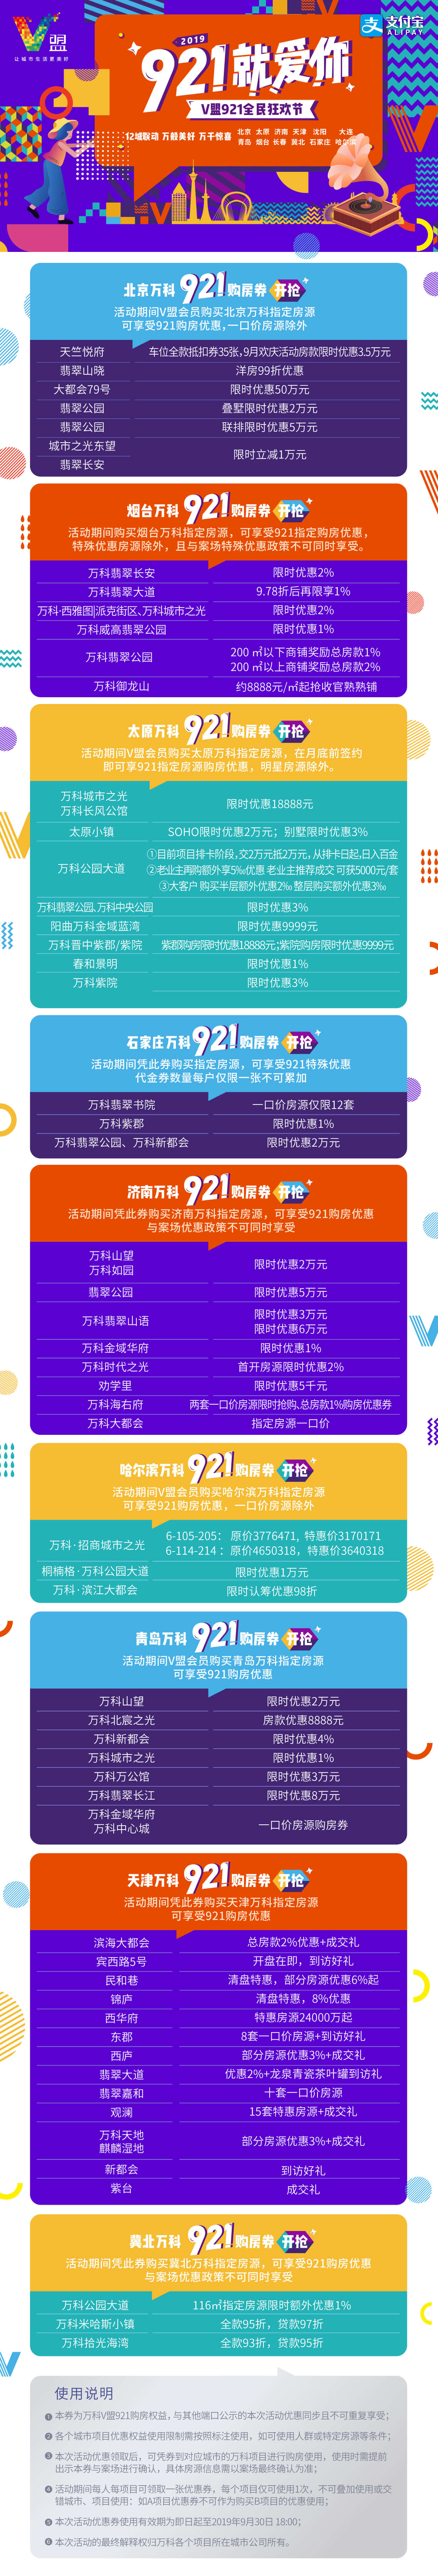 V盟
让城市生活更美好
支付宝
ALIPAY
2019
921就爱你
V盟921全民狂欢节
12城联动 万般美好 万千惊喜
北京 太原 济南 天津 沈阳 大连
青岛 烟台 长春 冀北 石家庄 哈尔滨
北京万科 921购房券 开抢
活动期间V盟会员购买北京万科指定房源
可享受921购房优惠,一口价房源除外
天竺悦府 车位全款抵扣券35张，9月欢庆活动房款限时优惠3.5万元
翡翠山晓 洋房99折优惠
大都会79号 限时优惠50万元
翡翠公园 叠墅限时优惠2万元
翡翠公园 联排限时优惠5万元
城市之光东望
翡翠长安
限时立减1万元
烟台万科 921购房券 开抢
活动期间购买烟台万科指定房源，可享受921指定购房优惠，
特殊优惠房源除外，且与案场特殊优惠政策不可同时享受。
万科翡翠长安 限时优惠2%
万科翡翠大道 9.78折后再限享1%
万科·西雅图|派克街区、万科城市之光 限时优惠2%
万科威高翡翠公园 限时优惠1%
万科翡翠公园
200 ㎡以下商铺奖励总房款1%
200 ㎡以上商铺奖励总房款2%
万科御龙山 约8888元/㎡起抢收官熟熟铺
太原万科 921购房券 开抢
活动期间V盟会员购买太原万科指定房源，在月底前签约
即可享921指定房源购房优惠，明星房源除外。
万科城市之光
万科长风公馆
限时优惠18888元
太原小镇 SOHO限时优惠2万元；别墅限时优惠3%
万科公园大道
①目前项目排卡阶段，交2万元抵2万元，从排卡日起，日入百金
②老业主再购额外享5‰优惠 老业主推荐成交 可获5000元/套
③大客户 购买半层额外优惠2‰ 整层购买额外优惠3‰
万科翡翠公园、万科中央公园 限时优惠3%
阳曲万科金域蓝湾 限时优惠9999元
万科晋中紫郡/紫院 紫郡购房限时优惠18888元；紫院购房限时优惠9999元
春和景明 限时优惠1%
万科紫院 限时优惠3%
石家庄万科 921购房券 开抢
活动期间凭此券购买指定房源，可享受921特殊优惠
代金券数量每户仅限一张不可累加
万科翡翠书院 一口价房源仅限12套
万科紫郡 限时优惠1%
万科翡翠公园、万科新都会 限时优惠2万元
济南万科 921购房券 开抢
活动期间凭此券购买济南万科指定房源，可享受921购房优惠
与案场优惠政策不可同时享受
万科山望
万科如园
限时优惠2万元
翡翠公园 限时优惠5万元
万科翡翠山语
限时优惠3万元
限时优惠6万元
万科金域华府 限时优惠1%
万科时代之光 首开房源限时优惠2%
劝学里 限时优惠5千元
万科海右府 两套一口价房源限时抢购、总房款1%购房优惠券
万科大都会 指定房源一口价
哈尔滨万科 921购房券 开抢
活动期间V盟会员购买哈尔滨万科指定房源
可享受921购房优惠，一口价房源除外
万科·招商城市之光
6-105-205： 原价3776471, 特惠价3170171
6-114-214： 原价4650318，特惠价3640318
桐楠格·万科公园大道 限时优惠1万元
万科·滨江大都会 限时认筹优惠98折
青岛万科 921购房券 开抢
活动期间V盟会员购买青岛万科指定房源
可享受921购房优惠
万科山望 限时优惠2万元
万科北宸之光 房款优惠8888元
万科新都会 限时优惠4%
万科城市之光 限时优惠1%
万科万公馆 限时优惠3万元
万科翡翠长江 限时优惠8万元
万科金域华府
万科中心城
一口价房源购房券
天津万科 921购房券 开抢
活动期间凭此券购买天津万科指定房源
可享受921购房优惠
滨海大都会 总房款2%优惠+成交礼
宾西路5号 开盘在即，到访好礼
民和巷 清盘特惠，部分房源优惠6%起
锦庐 清盘特惠，8%优惠
西华府 特惠房源24000万起
东郡 8套一口价房源+到访好礼
西庐 部分房源优惠3%+成交礼
翡翠大道 优惠2%+龙泉青瓷茶叶罐到访礼
翡翠嘉和 十套一口价房源
观澜 15套特惠房源+成交礼
万科天地
麒麟湿地
部分房源优惠3%+成交礼
新都会 到访好礼
紫台 成交礼
冀北万科 921购房券 开抢
活动期间凭此券购买冀北万科指定房源，可享受921购房优惠
与案场优惠政策不可同时享受
万科公园大道 116㎡指定房源限时额外优惠1%
万科米哈斯小镇 全款95折，贷款97折
万科拾光海湾 全款93折，贷款95折
使用说明
❶ 本券为万科V盟921购房权益，与其他端口公示的本次活动优惠同步且不可重复享受；
❷ 各个城市项目优惠权益使用限制需按照标注使用，如可使用人群或特定房源等条件；
❸ 本次活动优惠领取后，可凭券到对应城市的万科项目进行购房使用，使用时需提前
出示本券与案场进行确认，具体房源信息需以案场最终确认为准；
❹ 活动期间每人每项目可领取一张优惠券，每个项目仅可使用1次，不可叠加使用或交
错城市、项目使用：如A项目优惠券不可作为购买B项目的优惠使用；
❺ 本次活动优惠券使用有效期为即日起至2019年9月30日 18:00；
❻ 本次活动的最终解释权归万科各个项目所在城市公司所有。